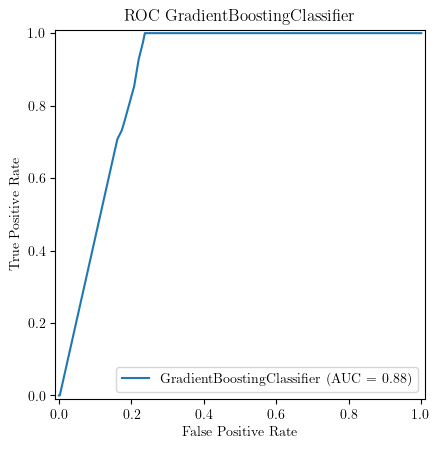 ROC GradientBoostingClassifier
1.0
0.8
0.6
0.4
0.2
0.0
True Positive Rate
GradientBoostingClassifier (AUC = 0.88)
0.0 0.2 0.4 0.6 0.8 1.0
False Positive Rate